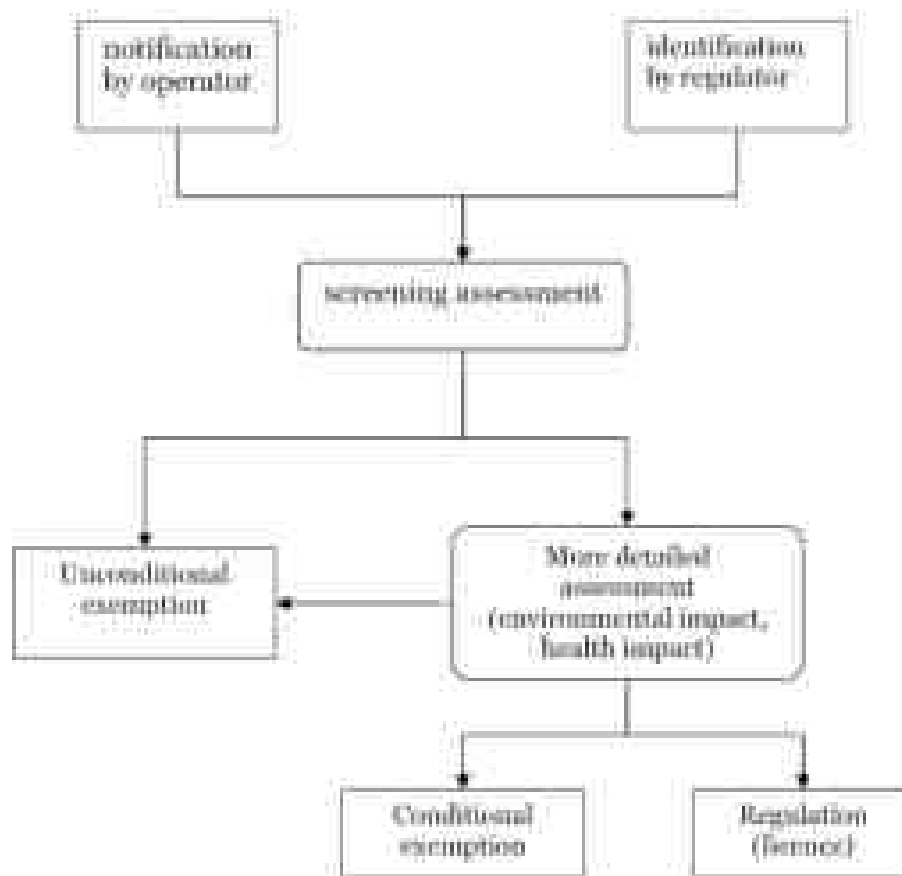 notification
by operator
identification
by regulator
screening assessment
Unconditional
exemption
More detailed
assessment
(environmental impact,
health impact)
Conditional
exemption
Regulation
(licence)